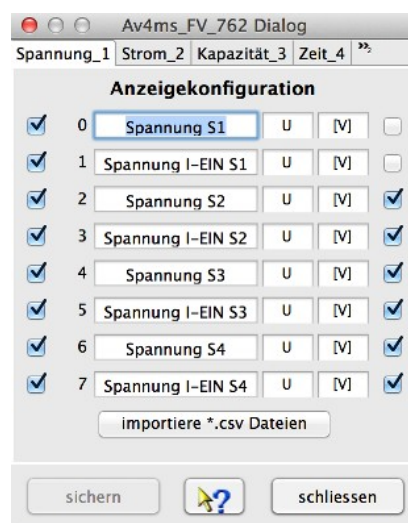 Av4ms_FV_762 Dialog
Spannung_1 Strom_2 Kapazität_3 Zeit_4 »
Anzeigekonfiguration
0 Spannung S1 U [V]
1 Spannung I-EIN S1 U [V]
2 Spannung S2 U [V]
3 Spannung I-EIN S2 U [V]
4 Spannung S3 U [V]
5 Spannung I-EIN S3 U [V]
6 Spannung S4 U [V]
7 Spannung I-EIN S4 U [V]
importiere *.csv Dateien
sichern ? schliessen